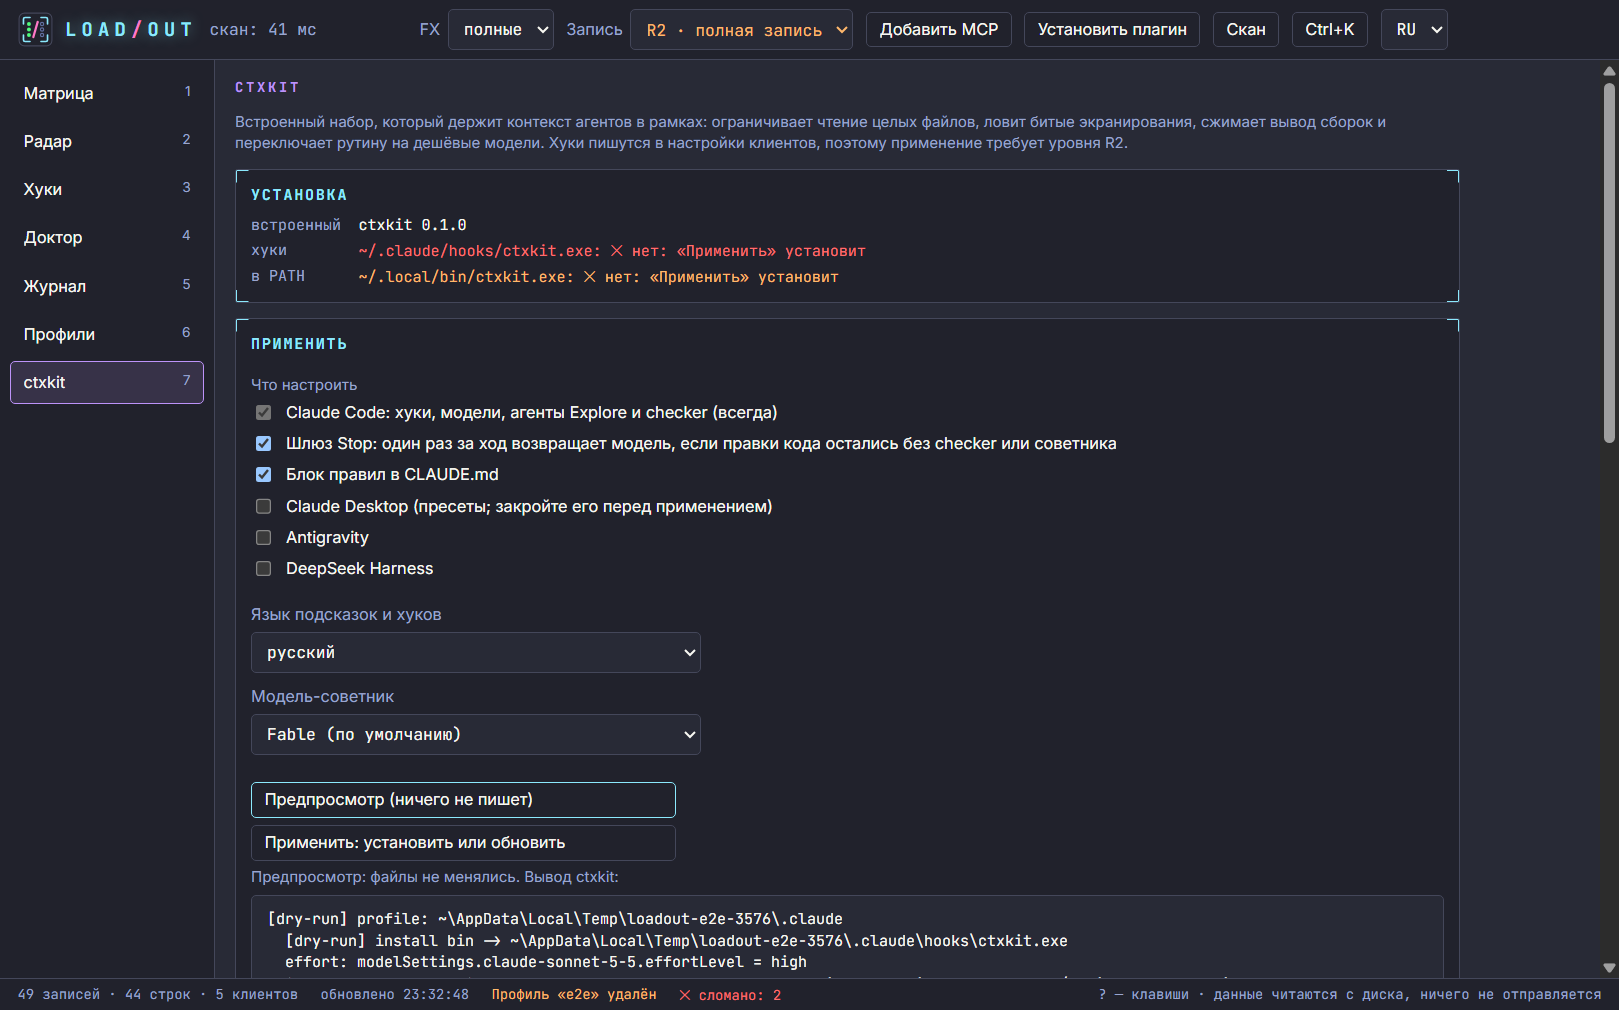 LOAD/OUT скан: 41 мс FX полные Запись R2 · полная запись Добавить MCP Установить плагин Скан Ctrl+K RU
Матрица 1
Радар 2
Хуки 3
Доктор 4
Журнал 5
Профили 6
ctxkit 7
CTXKIT
Встроенный набор, который держит контекст агентов в рамках: ограничивает чтение целых файлов, ловит битые экранирования, сжимает вывод сборок и
переключает рутину на дешёвые модели. Хуки пишутся в настройки клиентов, поэтому применение требует уровня R2.
УСТАНОВКА
встроенный ctxkit 0.1.0
хуки ~/.claude/hooks/ctxkit.exe: ✕ нет: «Применить» установит
в PATH ~/.local/bin/ctxkit.exe: ✕ нет: «Применить» установит
ПРИМЕНИТЬ
Что настроить
Claude Code: хуки, модели, агенты Explore и checker (всегда)
Шлюз Stop: один раз за ход возвращает модель, если правки кода остались без checker или советника
Блок правил в CLAUDE.md
Claude Desktop (пресеты; закройте его перед применением)
Antigravity
DeepSeek Harness
Язык подсказок и хуков
русский
Модель-советник
Fable (по умолчанию)
Предпросмотр (ничего не пишет)
Применить: установить или обновить
Предпросмотр: файлы не менялись. Вывод ctxkit:
[dry-run] profile: ~\AppData\Local\Temp\loadout-e2e-3576\.claude
[dry-run] install bin → ~\AppData\Local\Temp\loadout-e2e-3576\.claude\hooks\ctxkit.exe
effort: modelSettings.claude-sonnet-5-5.effortLevel = high
49 записей · 44 строк · 5 клиентов обновлено 23:32:48 Профиль «e2e» удалён ✕ сломано: 2 ? — клавиши · данные читаются с диска, ничего не отправляется